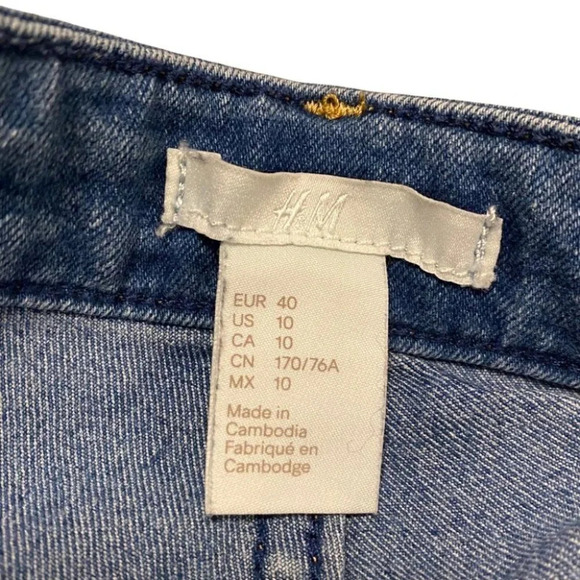 H&M
EUR 40
US 10
CA 10
CN 170/76A
MX 10
Made in
Cambodia
Fabriqué en
Cambodge